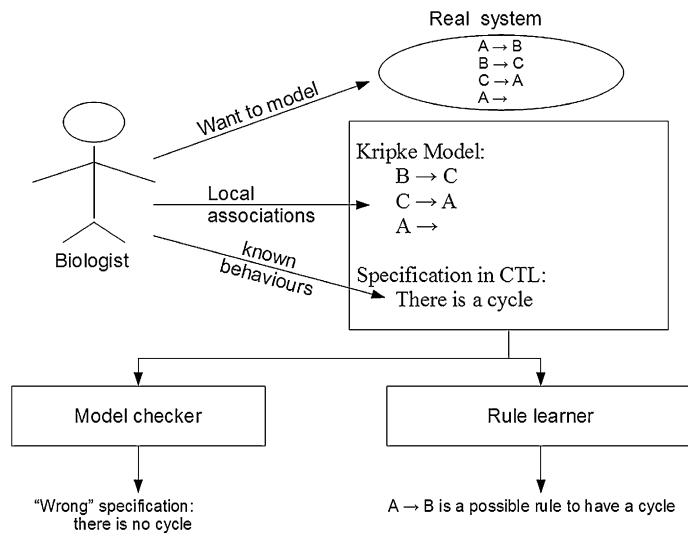 Real system
A → B
B → C
C → A
A →
Want to model
Kripke Model:
B → C
C → A
A →
Local
associations
known
behaviours
Biologist
Specification in CTL:
There is a cycle
Model checker
Rule learner
“Wrong” specification:
there is no cycle
A → B is a possible rule to have a cycle